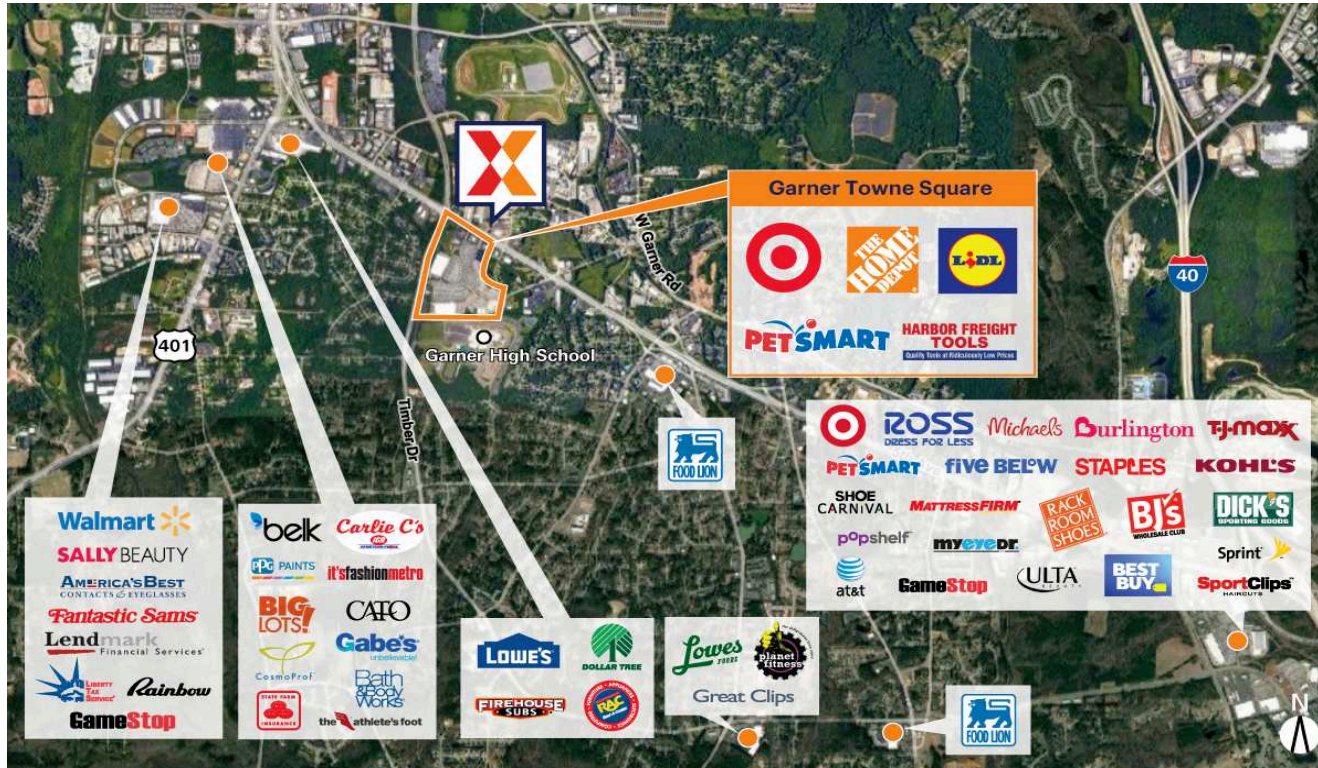 Garner Towne Square
THE
HOME
DEPOT
LiDL
PETSMART
HARBOR FREIGHT
TOOLS
Quality Tools at Ridiculously Low Prices
W Garner Rd
40
401
Garner High School
Timber Dr
FOOD LION
ROSS
DRESS FOR LESS
Michaels
Burlington
T·J·maxx
PETSMART
five BELOW
STAPLES
KOHL'S
SHOE
CARNIVAL
MATTRESSFIRM
RACK
ROOM
SHOES
BJ's
WHOLESALE CLUB
DICK'S
SPORTING GOODS
popshelf
myeyeDr.
Sprint
at&t
GameStop
ULTA
BEAUTY
BEST
BUY
SportClips
HAIRCUTS
Walmart
SALLY BEAUTY
AMERICA'S BEST
CONTACTS & EYEGLASSES
Fantastic Sams
Lendmark
Financial Services
LIBERTY
TAX
SERVICE
Rainbow
GameStop
belk
Carlie C's
IGA
PPG PAINTS
it'sfashionmetro
BIG
LOTS!
CATO
Gabe's
unbelievable!
CosmoProf
Bath
&Body
Works
STATE FARM
INSURANCE
the athlete's foot
LOWE'S
DOLLAR TREE
FIREHOUSE
SUBS
RAC
Lowes
FOODS
planet
fitness
Great Clips
FOOD LION
N